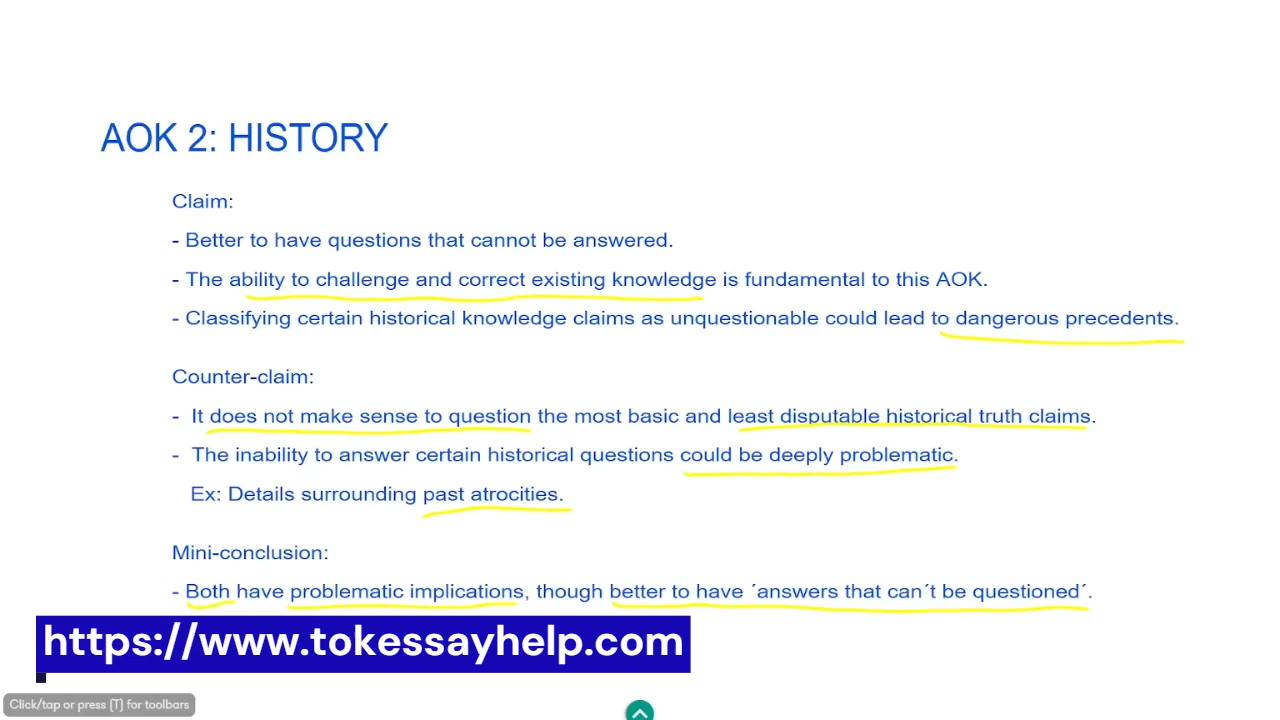 AOK 2: HISTORY
Claim:
- Better to have questions that cannot be answered.
- The ability to challenge and correct existing knowledge is fundamental to this AOK.
- Classifying certain historical knowledge claims as unquestionable could lead to dangerous precedents.
Counter-claim:
- It does not make sense to question the most basic and least disputable historical truth claims.
- The inability to answer certain historical questions could be deeply problematic.
Ex: Details surrounding past atrocities.
Mini-conclusion:
- Both have problematic implications, though better to have ´answers that can´t be questioned´.
https://www.tokessayhelp.com
Click/tap or press (T) for toolbars